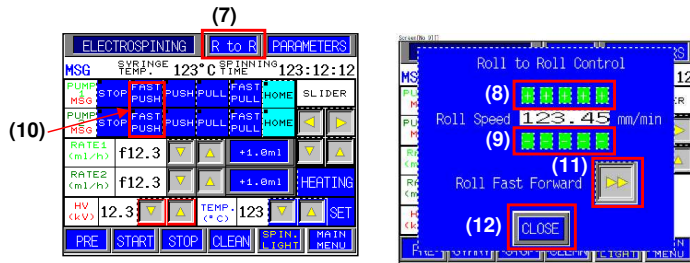 (7)
ELECTROSPINING R to R PARAMETERS
MSG SYRINGE TEMP. 123°C SPINNING TIME 123:12:12
PUMP 1 MSG STOP FAST PUSH PUSH PULL FAST PULL HOME SLIDER
(10)
PUMP MSG STOP FAST PUSH PUSH PULL FAST PULL HOME
RATE1 (ml/h) f12.3 +1.0ml
RATE2 (ml/h) f12.3 +1.0ml HEATING
HV (kV) 12.3 TEMP. (°C) 123 SET
PRE START STOP CLEAN SPIN. LIGHT MAIN MENU
Roll to Roll Control
(8)
Roll Speed 123.45 mm/min
(9)
(11)
Roll Fast Forward
(12)
CLOSE